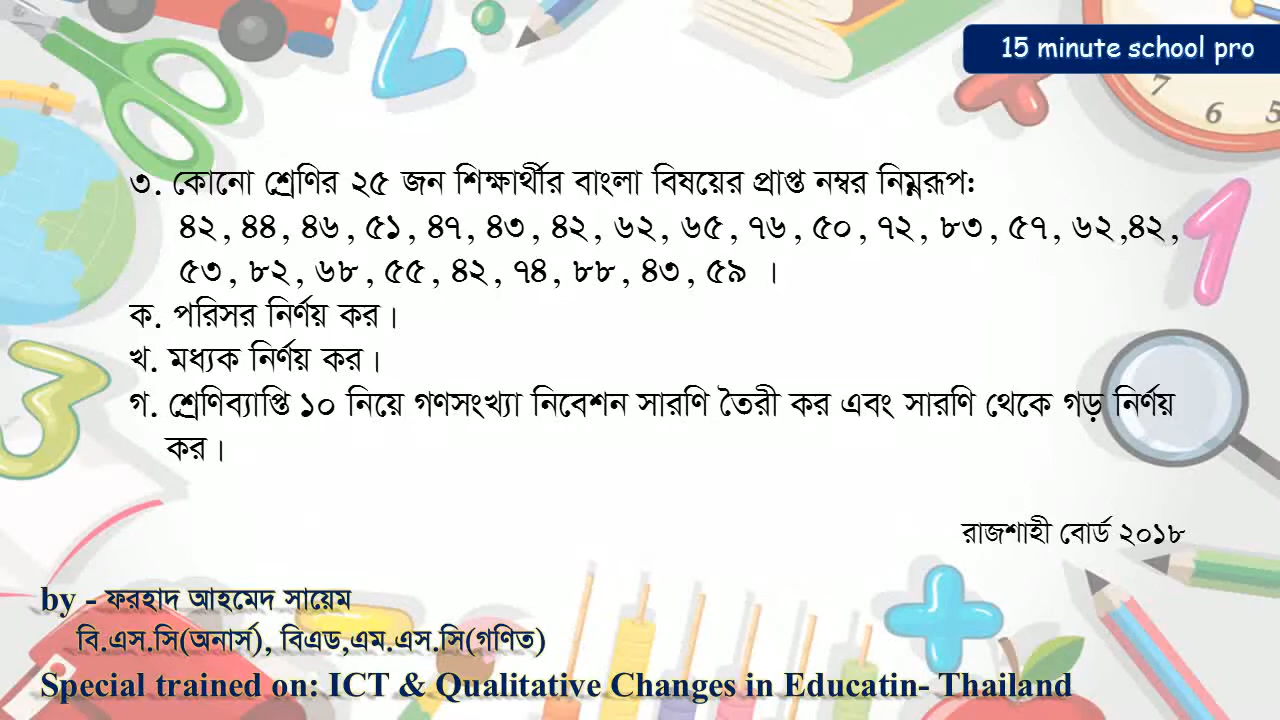 15 minute school pro
৩. কোনো শ্রেণির ২৫ জন শিক্ষার্থীর বাংলা বিষয়ের প্রাপ্ত নম্বর নিম্নরূপ:
৪২, ৪৪, ৪৬, ৫১, ৪৭, ৪৩, ৪২, ৬২, ৬৫, ৭৬, ৫০, ৭২, ৮৩, ৫৭, ৬২,৪২,
৫৩, ৮২, ৬৮, ৫৫, ৪২, ৭৪, ৮৮, ৪৩, ৫৯ ।
ক. পরিসর নির্ণয় কর।
খ. মধ্যক নির্ণয় কর।
গ. শ্রেণিব্যাপ্তি ১০ নিয়ে গণসংখ্যা নিবেশন সারণি তৈরী কর এবং সারণি থেকে গড় নির্ণয়
কর।
রাজশাহী বোর্ড ২০১৮
by - ফরহাদ আহমেদ সায়েম
বি.এস.সি(অনার্স), বিএড,এম.এস.সি(গণিত)
Special trained on: ICT & Qualitative Changes in Educatin- Thailand